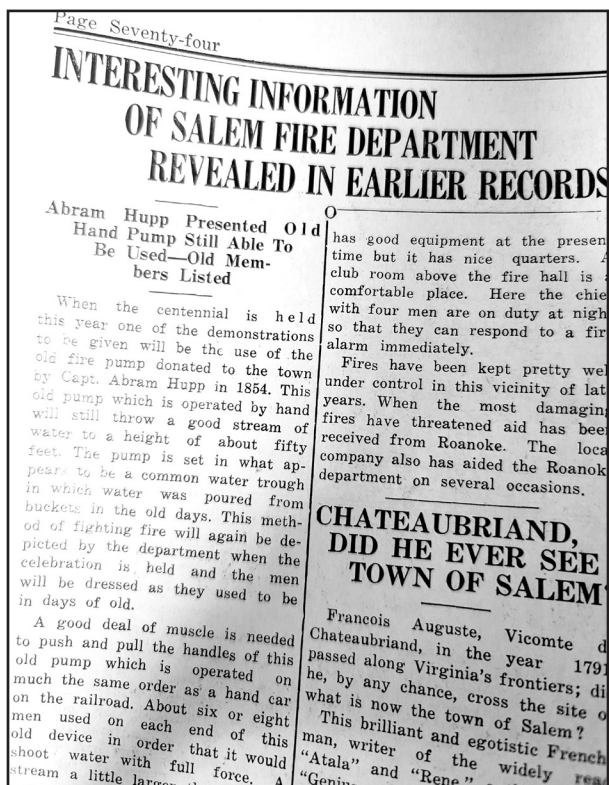 Page Seventy-four
INTERESTING INFORMATION
OF SALEM FIRE DEPARTMENT
REVEALED IN EARLIER RECORDS
Abram Hupp Presented Old
Hand Pump Still Able To
Be Used—Old Mem-
bers Listed
When the centennial is held
this year one of the demonstrations
to be given will be the use of the
old fire pump donated to the town
by Capt. Abram Hupp in 1854. This
old pump which is operated by hand
will still throw a good stream of
water to a height of about fifty
feet. The pump is set in what ap-
pears to be a common water trough
in which water was poured from
buckets in the old days. This meth-
od of fighting fire will again be de-
picted by the department when the
celebration is held and the men
will be dressed as they used to be
in days of old.
A good deal of muscle is needed
to push and pull the handles of this
old pump which is operated on
much the same order as a hand car
on the railroad. About six or eight
men used on each end of this
old device in order that it would
shoot water with full force. A
stream a little larger
O
has good equipment at the presen
time but it has nice quarters. A
club room above the fire hall is a
comfortable place. Here the chie
with four men are on duty at nigh
so that they can respond to a fir
alarm immediately.
Fires have been kept pretty wel
under control in this vicinity of lat
years. When the most damaging
fires have threatened aid has bee
received from Roanoke. The loca
company also has aided the Roanok
department on several occasions.
CHATEAUBRIAND,
DID HE EVER SEE
TOWN OF SALEM?
Francois Auguste, Vicomte d
Chateaubriand, in the year 1791
passed along Virginia's frontiers; di
he, by any chance, cross the site o
what is now the town of Salem?
This brilliant and egotistic French
man, writer of the widely read
"Atala" and "Rene,"
"Genius